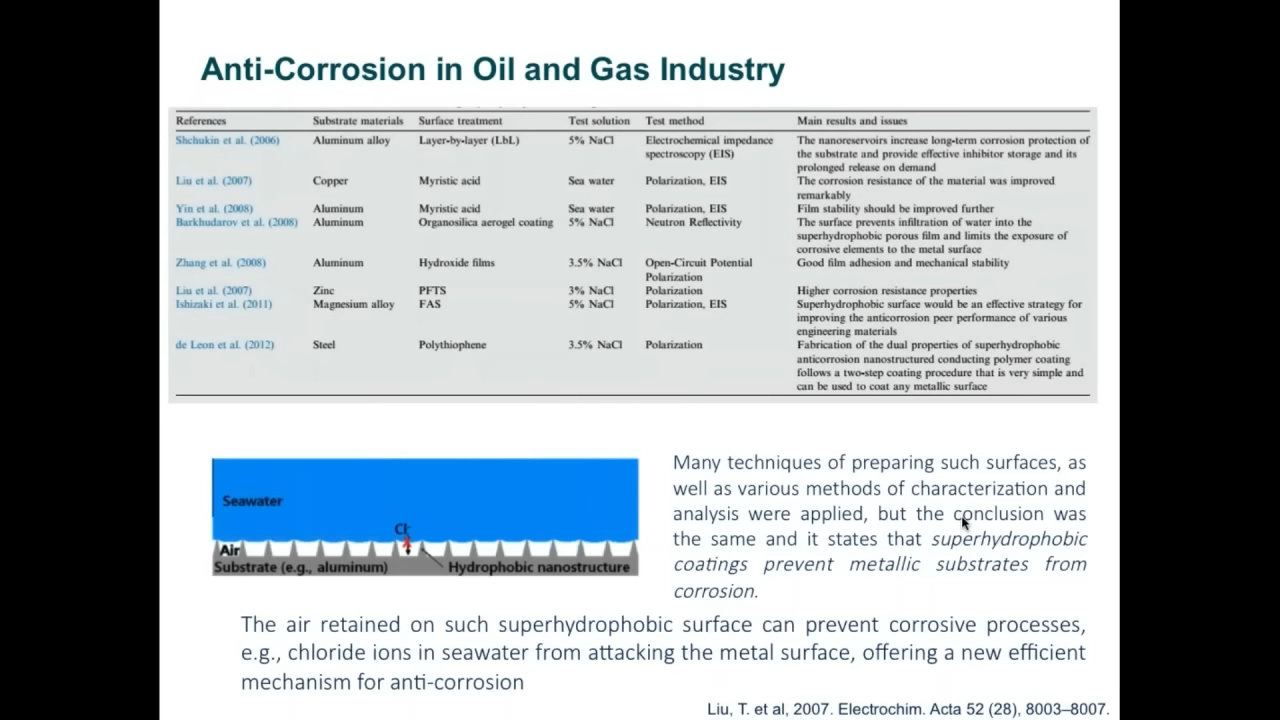 Anti-Corrosion in Oil and Gas Industry
References Substrate materials Surface treatment Test solution Test method Main results and issues
Shchukin et al. (2006) Aluminum alloy Layer-by-layer (LbL) 5% NaCl Electrochemical impedance The nanoreservoirs increase long-term corrosion protection of
spectroscopy (EIS) the substrate and provide effective inhibitor storage and its
prolonged release on demand
Liu et al. (2007) Copper Myristic acid Sea water Polarization, EIS The corrosion resistance of the material was improved
remarkably
Yin et al. (2008) Aluminum Myristic acid Sea water Polarization, EIS Film stability should be improved further
Barkhudarov et al. (2008) Aluminum Organosilica aerogel coating 5% NaCl Neutron Reflectivity The surface prevents infiltration of water into the
superhydrophobic porous film and limits the exposure of
corrosive elements to the metal surface
Zhang et al. (2008) Aluminum Hydroxide films 3.5% NaCl Open-Circuit Potential Good film adhesion and mechanical stability
Polarization
Liu et al. (2007) Zinc PFTS 3% NaCl Polarization Higher corrosion resistance properties
Ishizaki et al. (2011) Magnesium alloy FAS 5% NaCl Polarization, EIS Superhydrophobic surface would be an effective strategy for
improving the anticorrosion peer performance of various
engineering materials
de Leon et al. (2012) Steel Polythiophene 3.5% NaCl Polarization Fabrication of the dual properties of superhydrophobic
anticorrosion nanostructured conducting polymer coating
follows a two-step coating procedure that is very simple and
can be used to coat any metallic surface
Seawater
Cl-
Air
Substrate (e.g., aluminum) Hydrophobic nanostructure
Many techniques of preparing such surfaces, as
well as various methods of characterization and
analysis were applied, but the conclusion was
the same and it states that superhydrophobic
coatings prevent metallic substrates from
corrosion.
The air retained on such superhydrophobic surface can prevent corrosive processes,
e.g., chloride ions in seawater from attacking the metal surface, offering a new efficient
mechanism for anti-corrosion
Liu, T. et al, 2007. Electrochim. Acta 52 (28), 8003–8007.